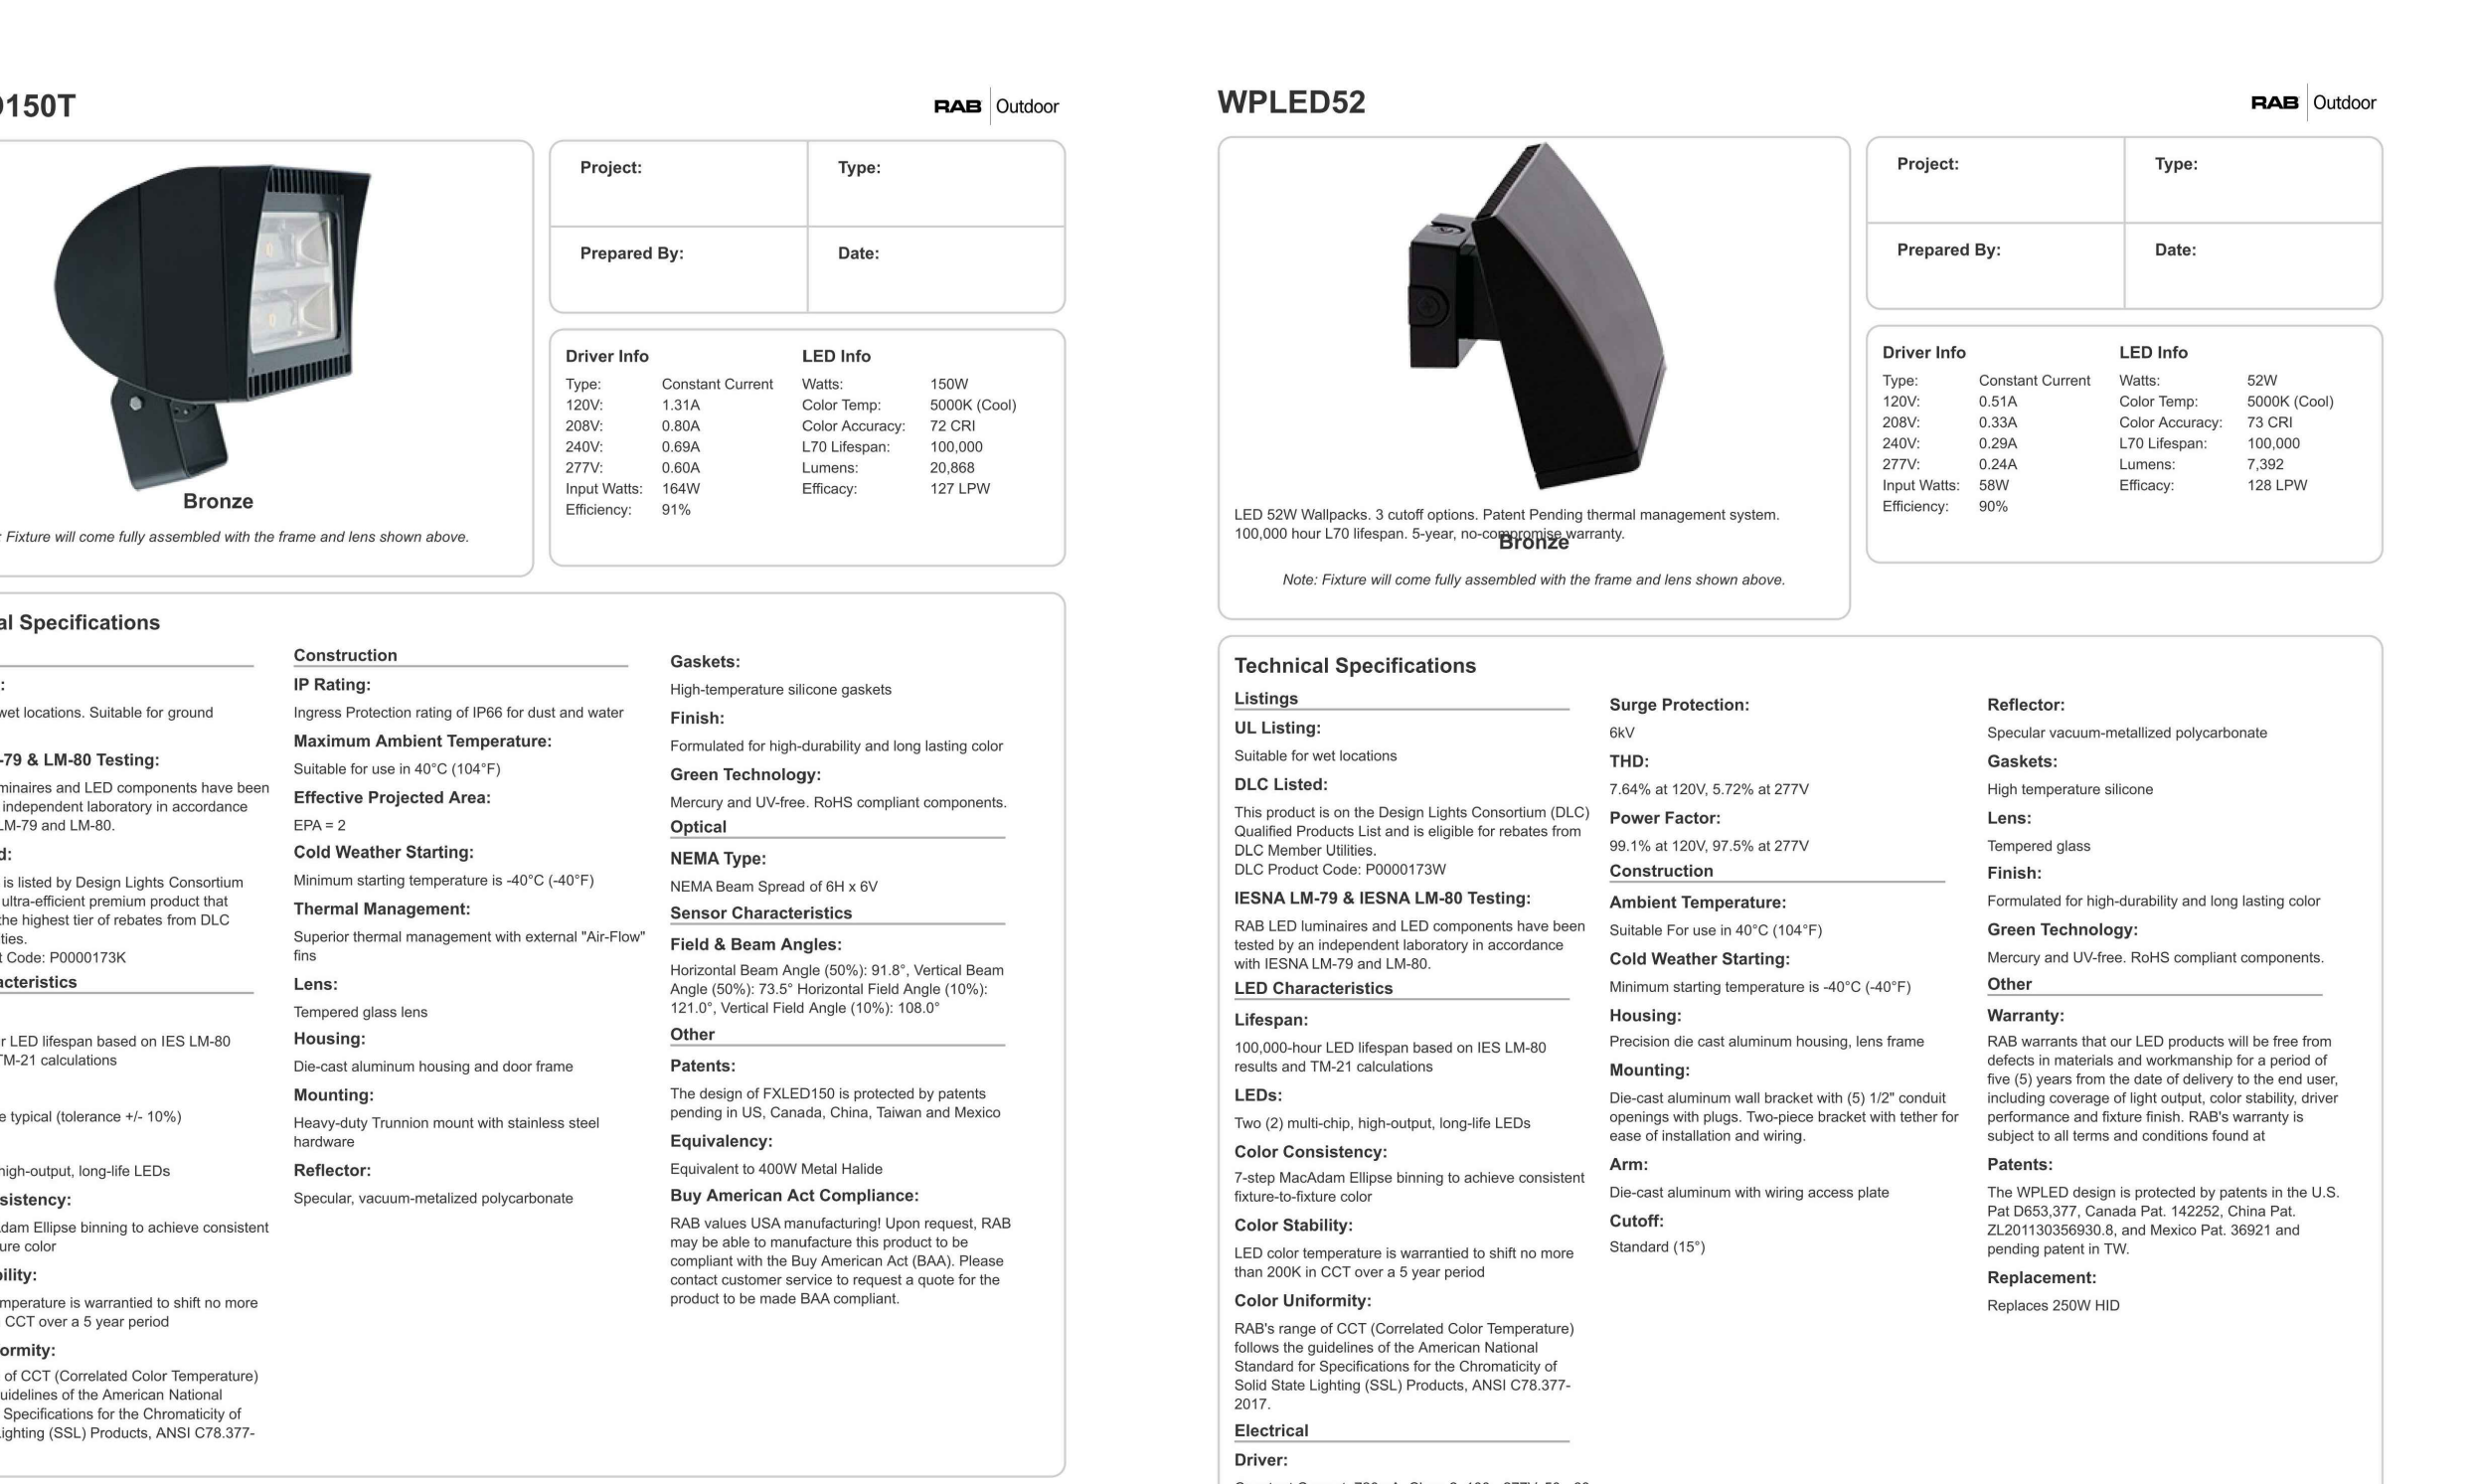 D150T
RAB Outdoor
Bronze
: Fixture will come fully assembled with the frame and lens shown above.
Project:
Type:
Prepared By:
Date:
Driver Info
LED Info
Type: Constant Current Watts: 150W
120V: 1.31A Color Temp: 5000K (Cool)
208V: 0.80A Color Accuracy: 72 CRI
240V: 0.69A L70 Lifespan: 100,000
277V: 0.60A Lumens: 20,868
Input Watts: 164W Efficacy: 127 LPW
Efficiency: 91%
al Specifications
:
wet locations. Suitable for ground
-79 & LM-80 Testing:
minaires and LED components have been
independent laboratory in accordance
LM-79 and LM-80.
d:
is listed by Design Lights Consortium
ultra-efficient premium product that
the highest tier of rebates from DLC
ties.
t Code: P0000173K
acteristics
r LED lifespan based on IES LM-80
TM-21 calculations
e typical (tolerance +/- 10%)
high-output, long-life LEDs
sistency:
dam Ellipse binning to achieve consistent
ure color
bility:
mperature is warrantied to shift no more
CCT over a 5 year period
ormity:
of CCT (Correlated Color Temperature)
uidelines of the American National
Specifications for the Chromaticity of
ighting (SSL) Products, ANSI C78.377-
Construction
IP Rating:
Ingress Protection rating of IP66 for dust and water
Maximum Ambient Temperature:
Suitable for use in 40°C (104°F)
Effective Projected Area:
EPA = 2
Cold Weather Starting:
Minimum starting temperature is -40°C (-40°F)
Thermal Management:
Superior thermal management with external "Air-Flow"
fins
Lens:
Tempered glass lens
Housing:
Die-cast aluminum housing and door frame
Mounting:
Heavy-duty Trunnion mount with stainless steel
hardware
Reflector:
Specular, vacuum-metalized polycarbonate
Gaskets:
High-temperature silicone gaskets
Finish:
Formulated for high-durability and long lasting color
Green Technology:
Mercury and UV-free. RoHS compliant components.
Optical
NEMA Type:
NEMA Beam Spread of 6H x 6V
Sensor Characteristics
Field & Beam Angles:
Horizontal Beam Angle (50%): 91.8°, Vertical Beam
Angle (50%): 73.5° Horizontal Field Angle (10%):
121.0°, Vertical Field Angle (10%): 108.0°
Other
Patents:
The design of FXLED150 is protected by patents
pending in US, Canada, China, Taiwan and Mexico
Equivalency:
Equivalent to 400W Metal Halide
Buy American Act Compliance:
RAB values USA manufacturing! Upon request, RAB
may be able to manufacture this product to be
compliant with the Buy American Act (BAA). Please
contact customer service to request a quote for the
product to be made BAA compliant.
WPLED52
RAB Outdoor
LED 52W Wallpacks. 3 cutoff options. Patent Pending thermal management system.
100,000 hour L70 lifespan. 5-year, no-compromise warranty.
Bronze
Note: Fixture will come fully assembled with the frame and lens shown above.
Project:
Type:
Prepared By:
Date:
Driver Info
LED Info
Type: Constant Current Watts: 52W
120V: 0.51A Color Temp: 5000K (Cool)
208V: 0.33A Color Accuracy: 73 CRI
240V: 0.29A L70 Lifespan: 100,000
277V: 0.24A Lumens: 7,392
Input Watts: 58W Efficacy: 128 LPW
Efficiency: 90%
Technical Specifications
Listings
UL Listing:
Suitable for wet locations
DLC Listed:
This product is on the Design Lights Consortium (DLC)
Qualified Products List and is eligible for rebates from
DLC Member Utilities.
DLC Product Code: P0000173W
IESNA LM-79 & IESNA LM-80 Testing:
RAB LED luminaires and LED components have been
tested by an independent laboratory in accordance
with IESNA LM-79 and LM-80.
LED Characteristics
Lifespan:
100,000-hour LED lifespan based on IES LM-80
results and TM-21 calculations
LEDs:
Two (2) multi-chip, high-output, long-life LEDs
Color Consistency:
7-step MacAdam Ellipse binning to achieve consistent
fixture-to-fixture color
Color Stability:
LED color temperature is warrantied to shift no more
than 200K in CCT over a 5 year period
Color Uniformity:
RAB's range of CCT (Correlated Color Temperature)
follows the guidelines of the American National
Standard for Specifications for the Chromaticity of
Solid State Lighting (SSL) Products, ANSI C78.377-
2017.
Electrical
Driver:
Surge Protection:
6kV
THD:
7.64% at 120V, 5.72% at 277V
Power Factor:
99.1% at 120V, 97.5% at 277V
Construction
Ambient Temperature:
Suitable For use in 40°C (104°F)
Cold Weather Starting:
Minimum starting temperature is -40°C (-40°F)
Housing:
Precision die cast aluminum housing, lens frame
Mounting:
Die-cast aluminum wall bracket with (5) 1/2" conduit
openings with plugs. Two-piece bracket with tether for
ease of installation and wiring.
Arm:
Die-cast aluminum with wiring access plate
Cutoff:
Standard (15°)
Reflector:
Specular vacuum-metallized polycarbonate
Gaskets:
High temperature silicone
Lens:
Tempered glass
Finish:
Formulated for high-durability and long lasting color
Green Technology:
Mercury and UV-free. RoHS compliant components.
Other
Warranty:
RAB warrants that our LED products will be free from
defects in materials and workmanship for a period of
five (5) years from the date of delivery to the end user,
including coverage of light output, color stability, driver
performance and fixture finish. RAB's warranty is
subject to all terms and conditions found at
Patents:
The WPLED design is protected by patents in the U.S.
Pat D653,377, Canada Pat. 142252, China Pat.
ZL201130356930.8, and Mexico Pat. 36921 and
pending patent in TW.
Replacement:
Replaces 250W HID